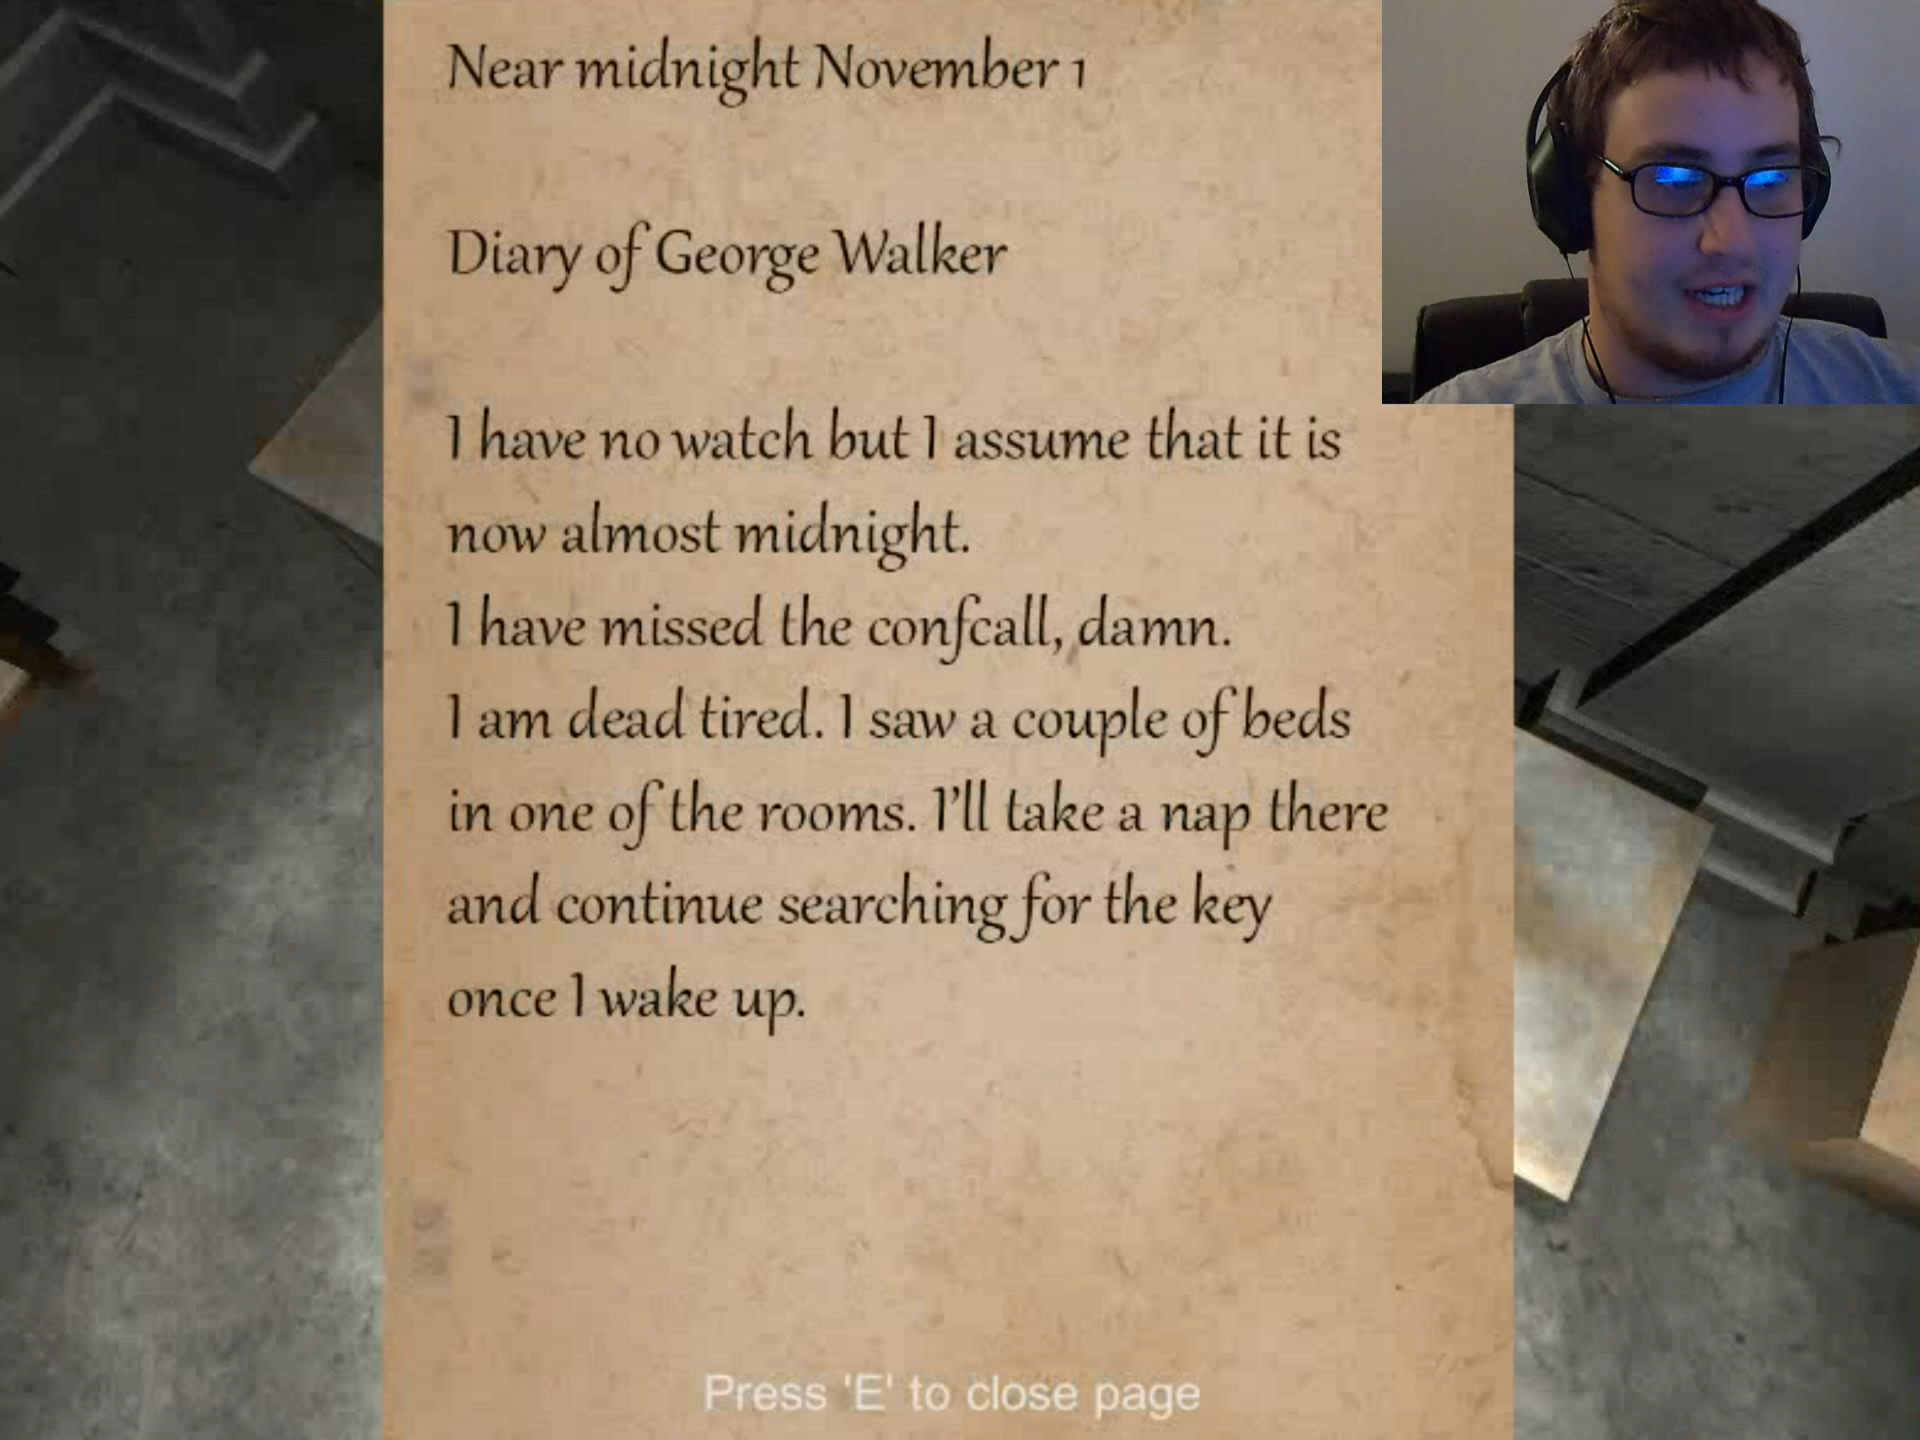 Near midnight November 1
Diary of George Walker
I have no watch but I assume that it is
now almost midnight.
I have missed the confcall, damn.
I am dead tired. I saw a couple of beds
in one of the rooms. I'll take a nap there
and continue searching for the key
once I wake up.
Press 'E' to close page